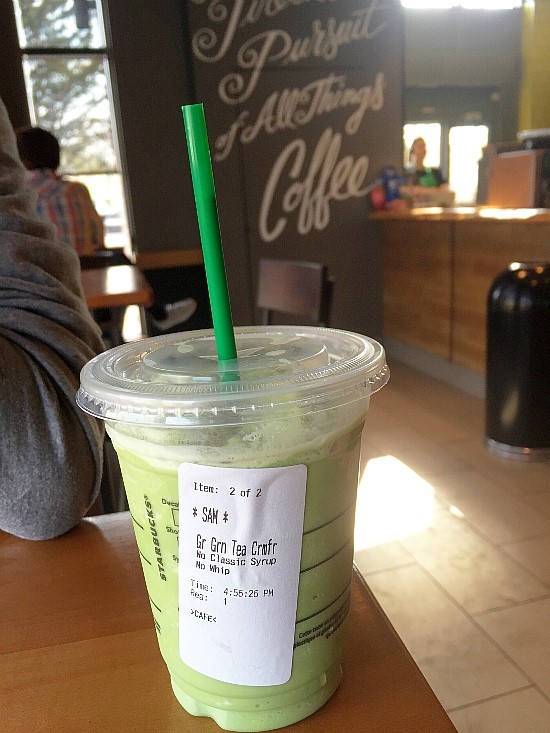 Pursuit
of All Things
Coffee
Item: 2 of 2
* SAM *
Gr Grn Tea Crmfr
No Classic Syrup
No Whip
Time: 4:55:26 PM
Reg: 1
>CAFE<
STARBUCKS®
Decaf